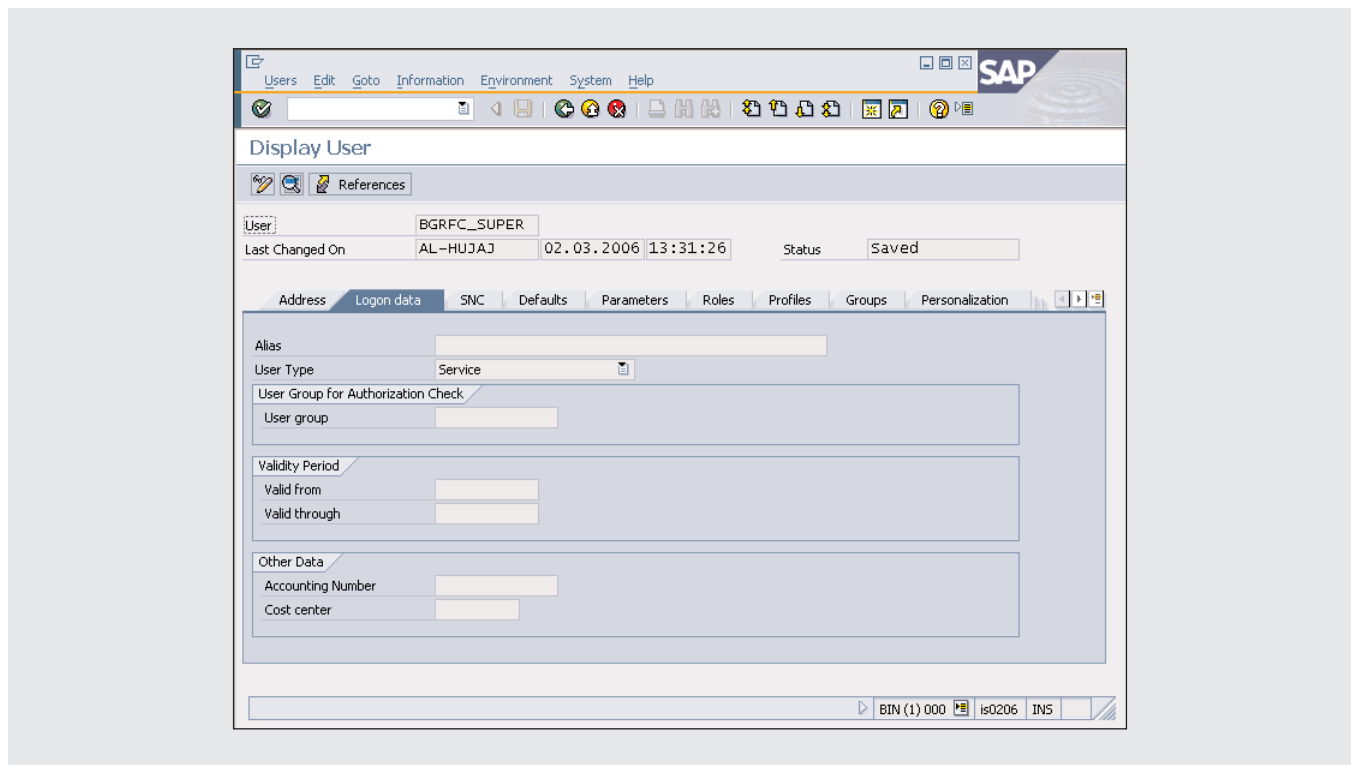 Users Edit Goto Information Environment System Help
SAP
Display User
References
User BGRFC_SUPER
Last Changed On AL-HUJAJ 02.03.2006 13:31:26 Status Saved
Address Logon data SNC Defaults Parameters Roles Profiles Groups Personalization
Alias
User Type Service
User Group for Authorization Check
User group
Validity Period
Valid from
Valid through
Other Data
Accounting Number
Cost center
BIN (1) 000 is0206 INS